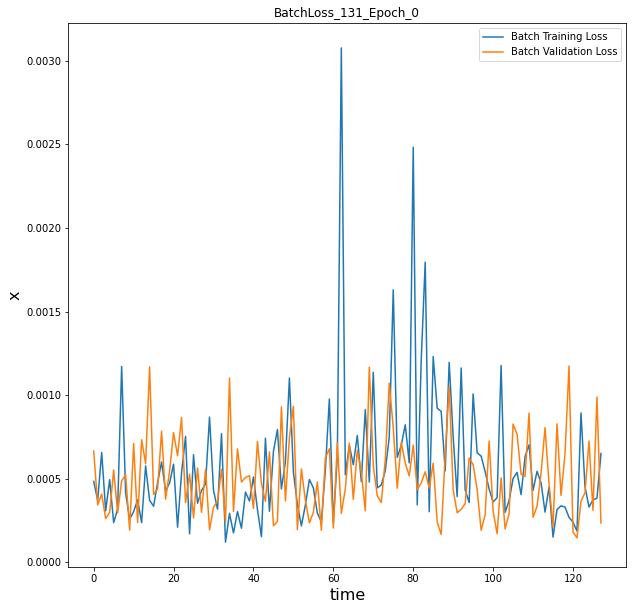 BatchLoss_131_Epoch_0
Batch Training Loss
Batch Validation Loss
0.0030
0.0025
0.0020
0.0015
0.0010
0.0005
0.0000
x
0 20 40 60 80 100 120
time